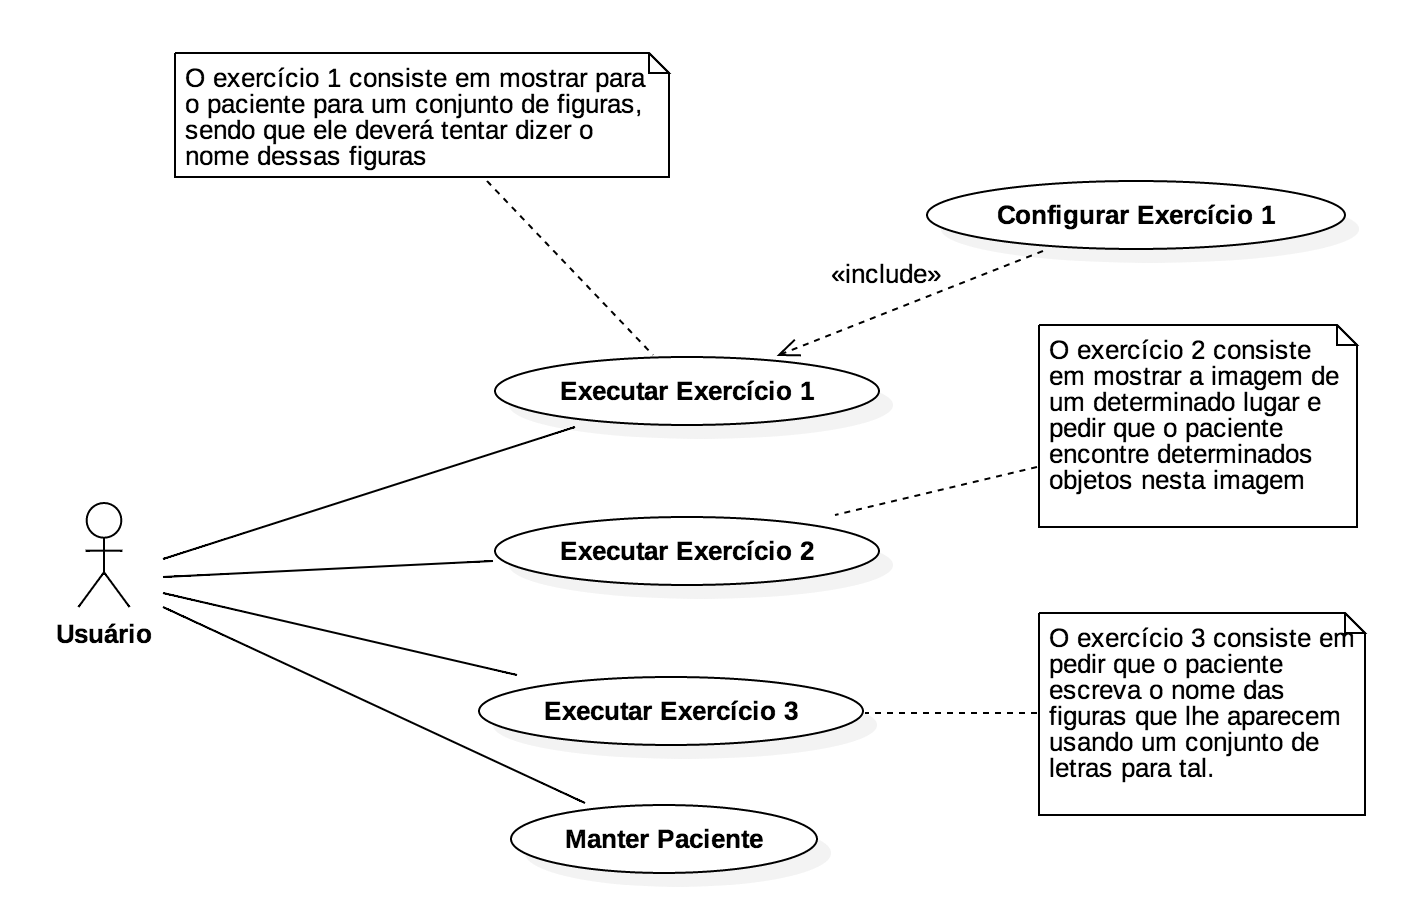 O exercício 1 consiste em mostrar para
o paciente para um conjunto de figuras,
sendo que ele deverá tentar dizer o
nome dessas figuras
Configurar Exercício 1
«include»
O exercício 2 consiste
em mostrar a imagem de
um determinado lugar e
pedir que o paciente
encontre determinados
objetos nesta imagem
Executar Exercício 1
Executar Exercício 2
Usuário
O exercício 3 consiste em
pedir que o paciente
escreva o nome das
figuras que lhe aparecem
usando um conjunto de
letras para tal.
Executar Exercício 3
Manter Paciente